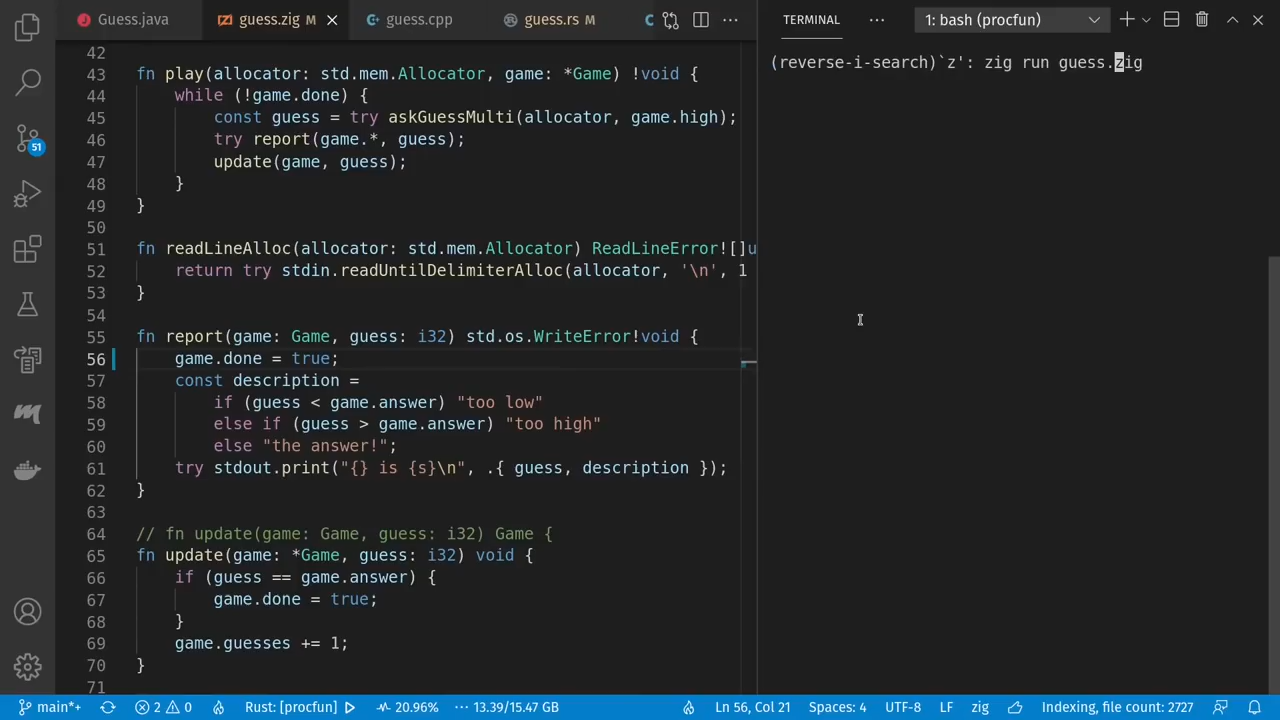 Guess.java
guess.zig M
guess.cpp
guess.rs M
C
TERMINAL
1: bash (procfun)
(reverse-i-search)`z': zig run guess.zig
51
42
43 fn play(allocator: std.mem.Allocator, game: *Game) !void {
44 while (!game.done) {
45 const guess = try askGuessMulti(allocator, game.high);
46 try report(game.*, guess);
47 update(game, guess);
48 }
49 }
50
51 fn readLineAlloc(allocator: std.mem.Allocator) ReadLineError![]u
52 return try stdin.readUntilDelimiterAlloc(allocator, '\n', 1
53 }
54
55 fn report(game: Game, guess: i32) std.os.WriteError!void {
56 game.done = true;
57 const description =
58 if (guess < game.answer) "too low"
59 else if (guess > game.answer) "too high"
60 else "the answer!";
61 try stdout.print("{} is {s}\n", .{ guess, description });
62 }
63
64 // fn update(game: Game, guess: i32) Game {
65 fn update(game: *Game, guess: i32) void {
66 if (guess == game.answer) {
67 game.done = true;
68 }
69 game.guesses += 1;
70 }
71
main*+ 2 0 Rust: [procfun] 20.96% 13.39/15.47 GB Ln 56, Col 21 Spaces: 4 UTF-8 LF zig Indexing, file count: 2727